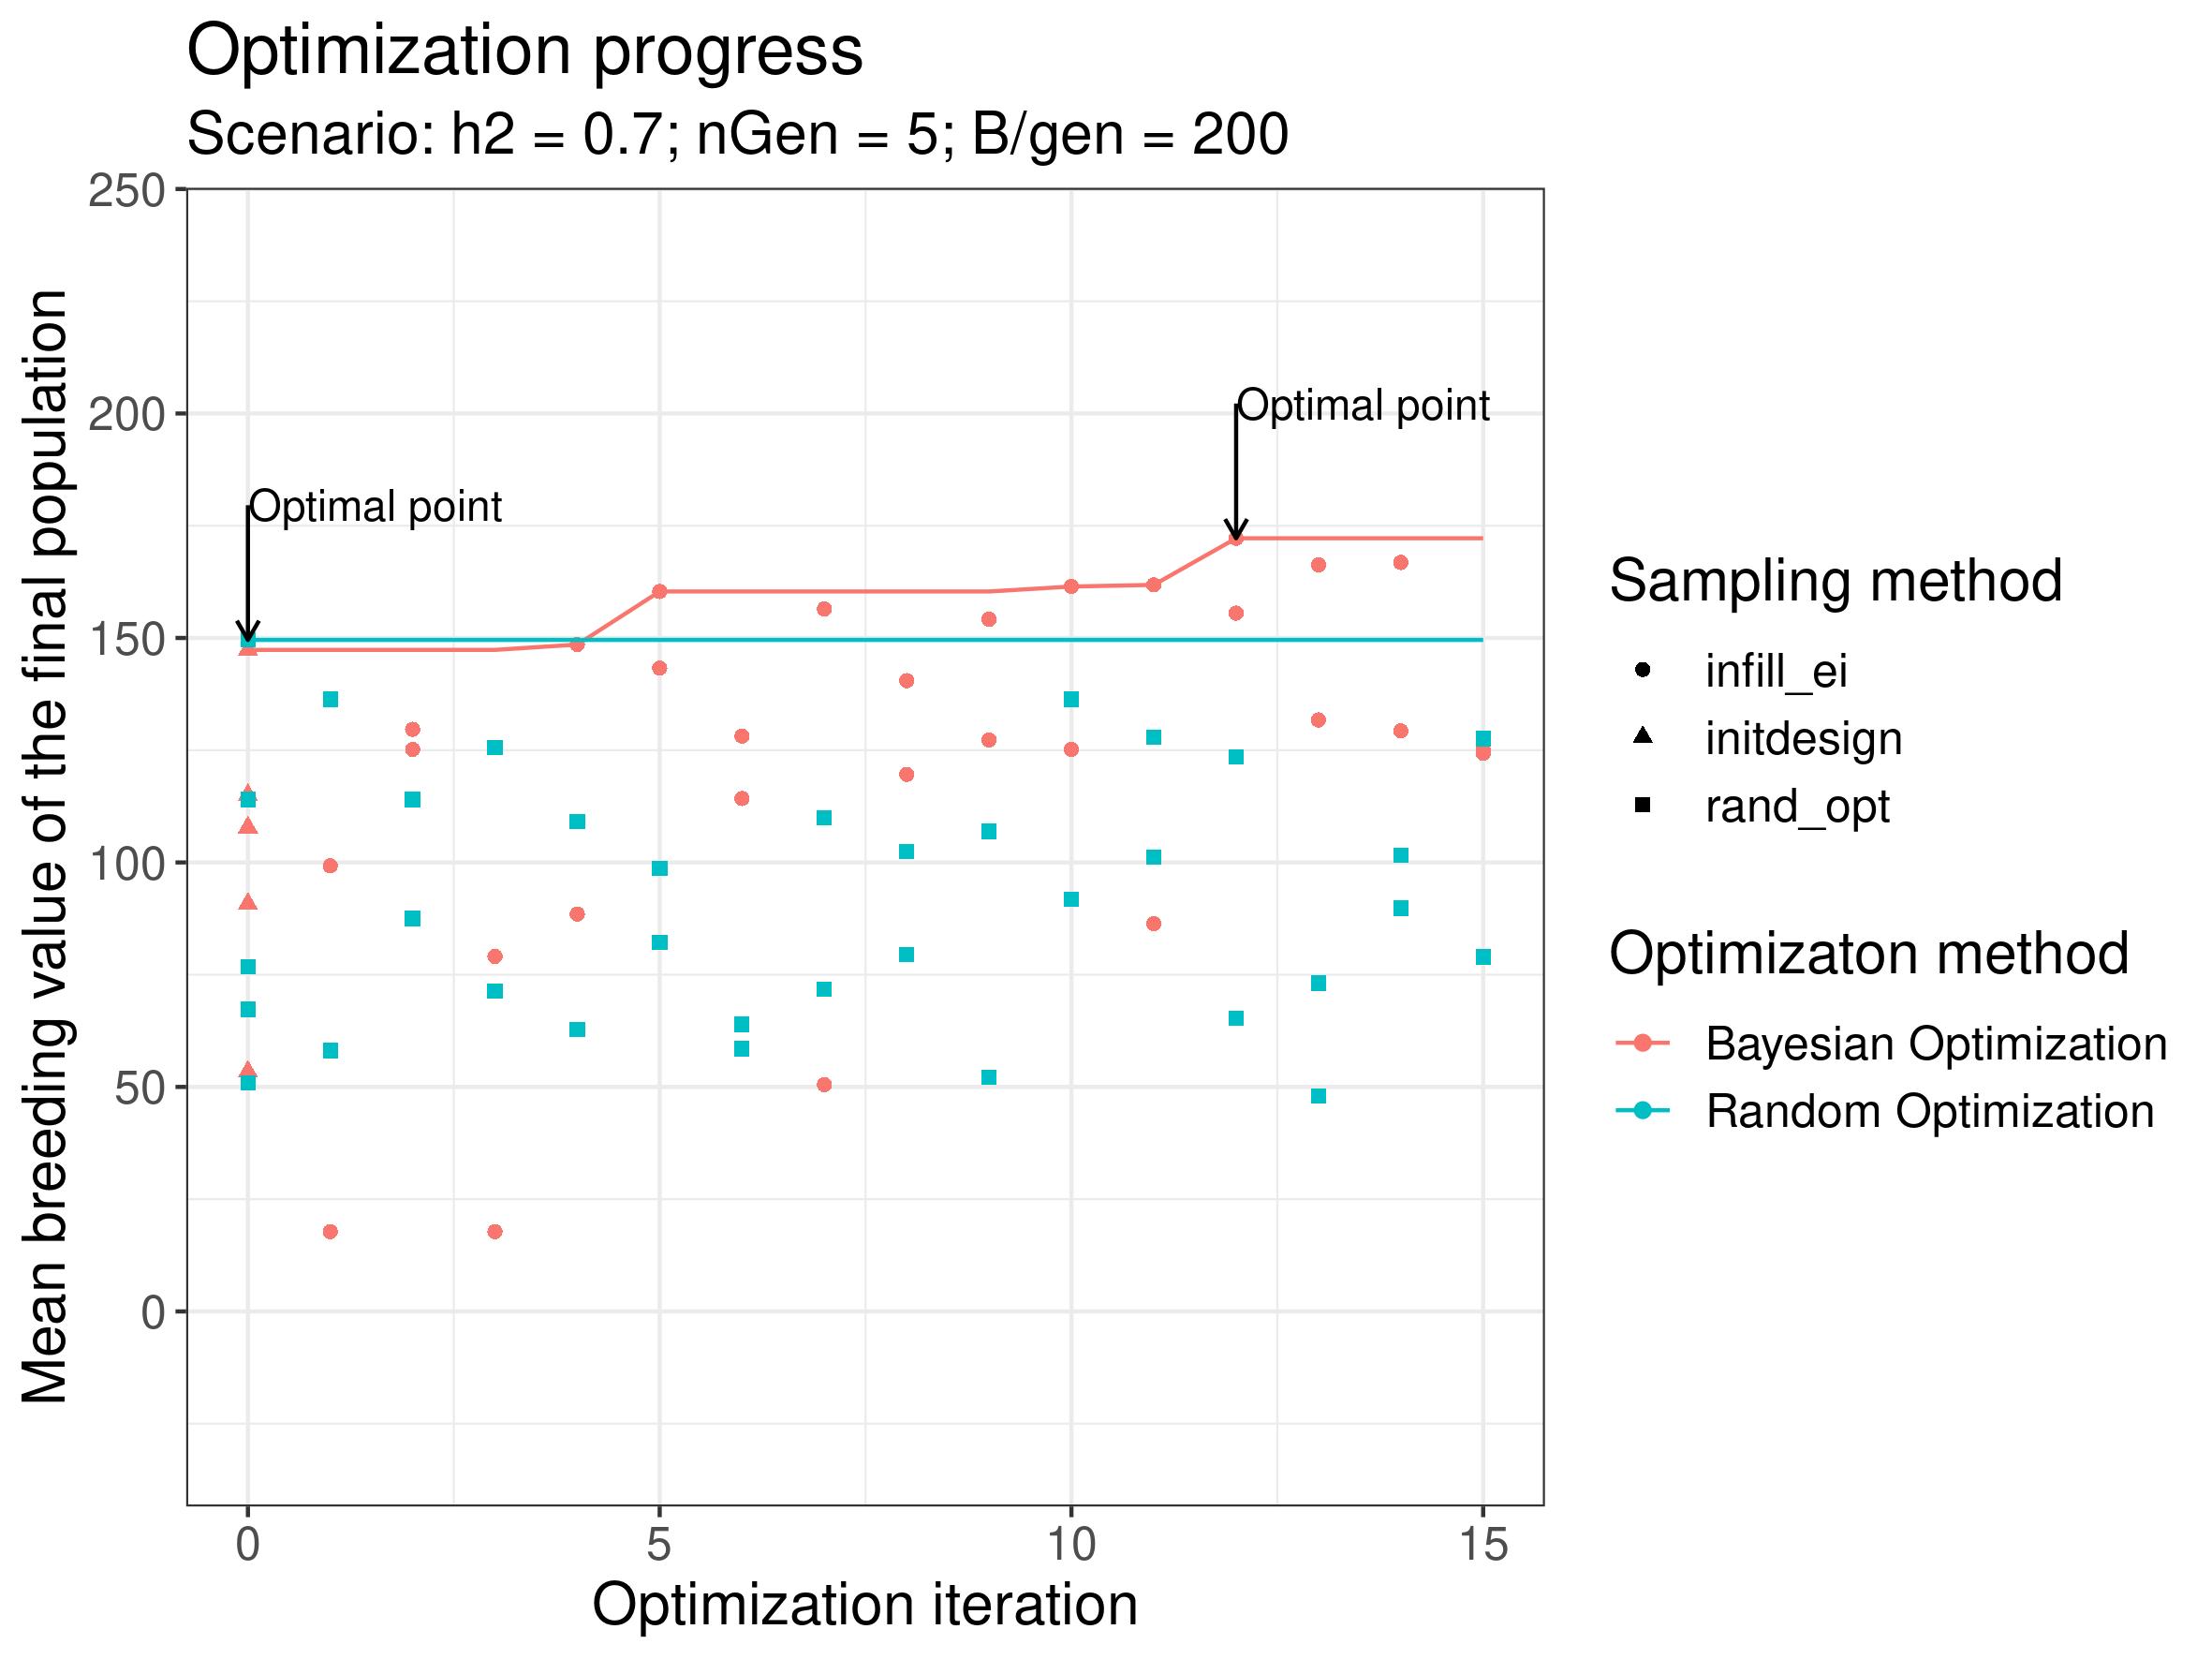 Optimization progress
Scenario: h2 = 0.7; nGen = 5; B/gen = 200
Mean breeding value of the final population
250
200
150
100
50
0
Optimal point
Optimal point
0
5
10
15
Optimization iteration
Sampling method
infill_ei
initdesign
rand_opt
Optimizaton method
Bayesian Optimization
Random Optimization